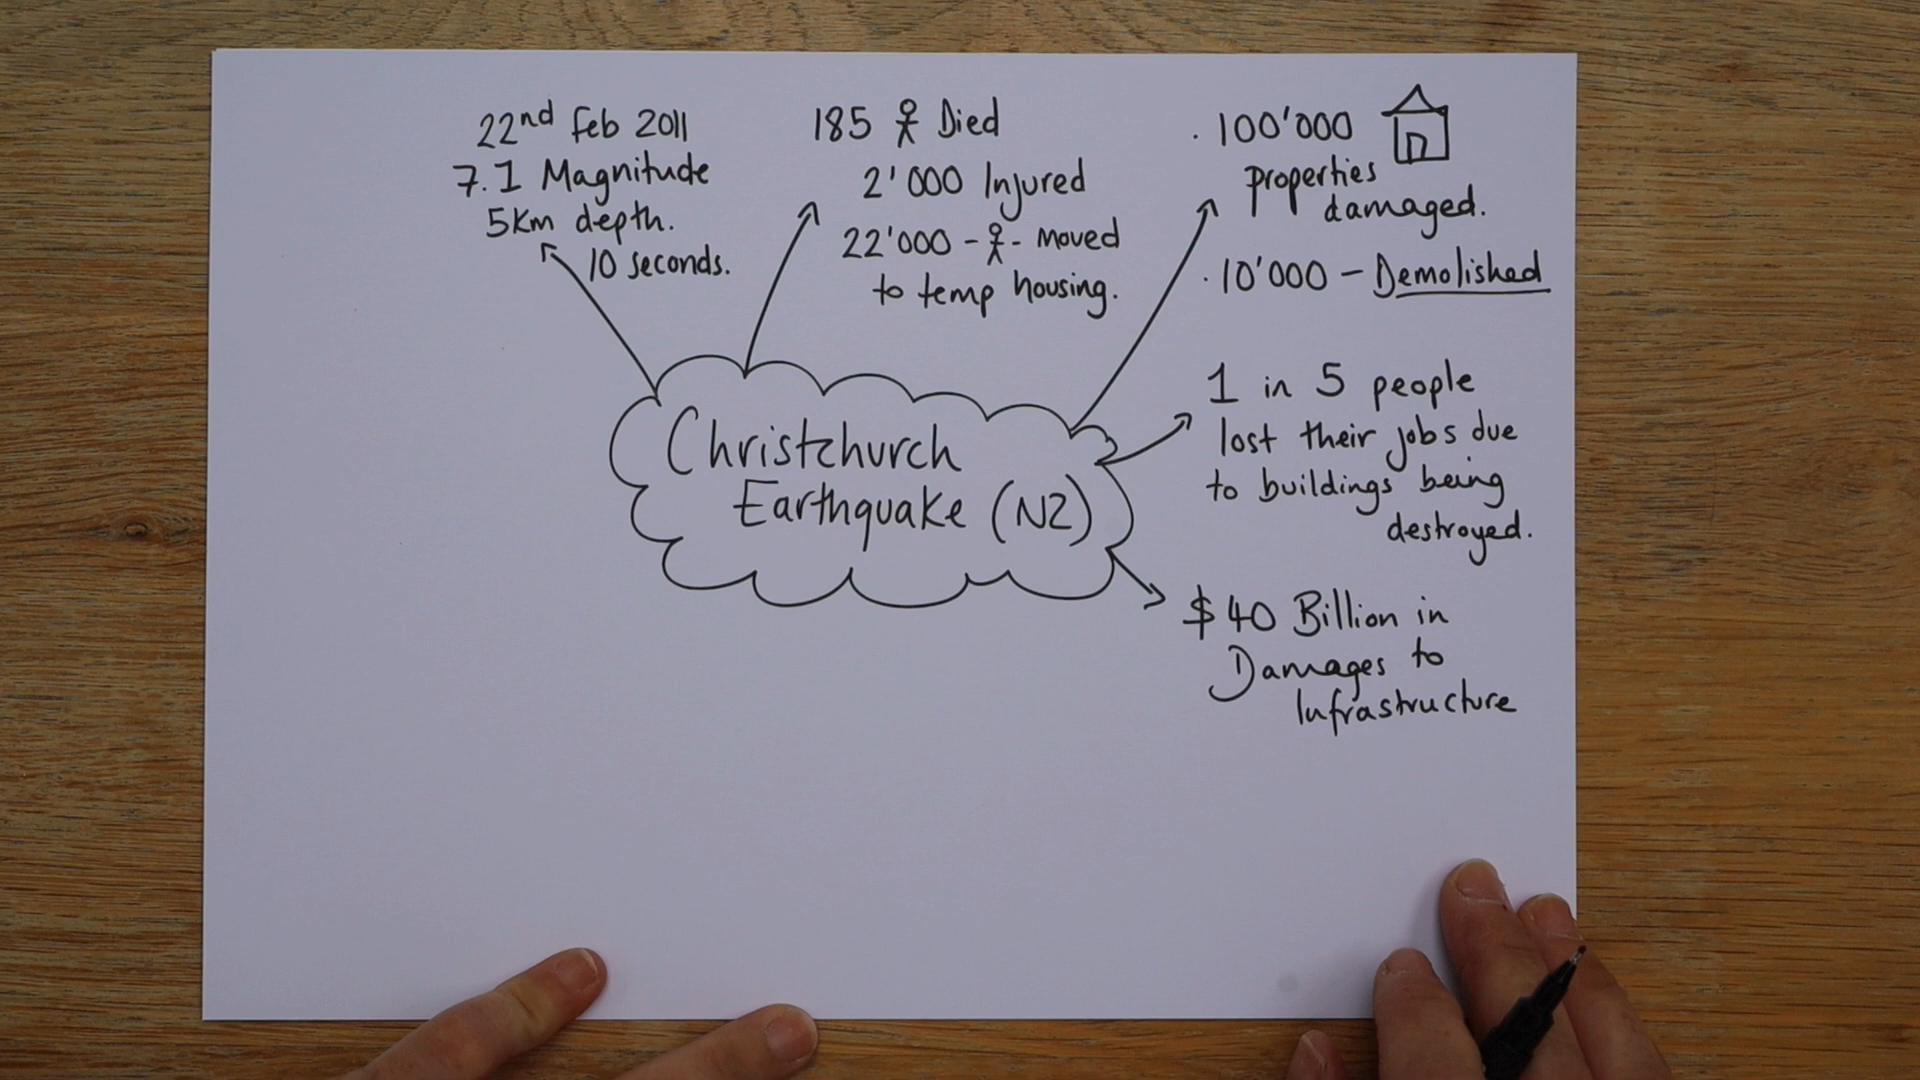 22nd Feb 2011
7.1 Magnitude
5km depth.
10 seconds.
185 Died
2'000 Injured
22'000 - - moved
to temp housing.
. 100'000
properties
damaged.
. 10'000 - Demolished
1 in 5 people
lost their jobs due
to buildings being
destroyed.
$40 Billion in
Damages to
Infrastructure
Christchurch
Earthquake (NZ)